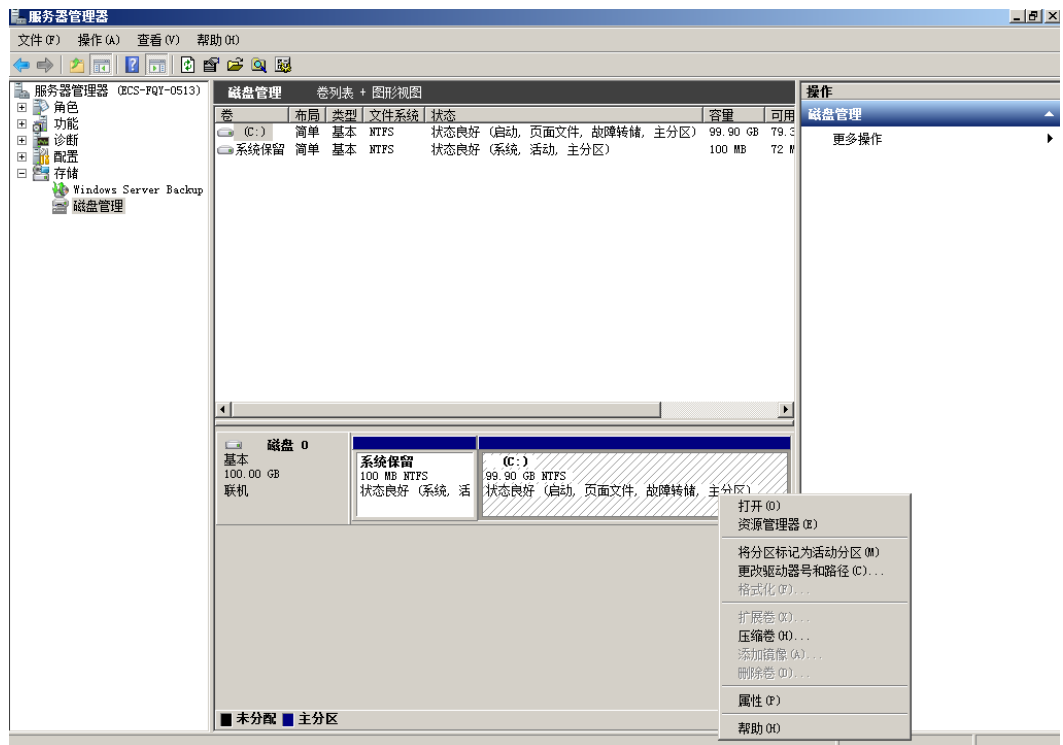 服务器管理器
文件(F) 操作(A) 查看(V) 帮助(H)
服务器管理器 (ECS-FQY-0513)
角色
功能
诊断
配置
存储
Windows Server Backup
磁盘管理
磁盘管理 卷列表 + 图形视图
卷 布局 类型 文件系统 状态 容量 可用
(C:) 简单 基本 NTFS 状态良好 (启动, 页面文件, 故障转储, 主分区) 99.90 GB 79.3
系统保留 简单 基本 NTFS 状态良好 (系统, 活动, 主分区) 100 MB 72 M
磁盘 0
基本
100.00 GB
联机
系统保留
100 MB NTFS
状态良好 (系统, 活
(C:)
99.90 GB NTFS
状态良好 (启动, 页面文件, 故障转储, 主分区)
未分配 主分区
操作
磁盘管理
更多操作
打开(O)
资源管理器(E)
将分区标记为活动分区(M)
更改驱动器号和路径(C)...
格式化(F)...
扩展卷(X)...
压缩卷(H)...
添加镜像(A)...
删除卷(D)...
属性(P)
帮助(H)